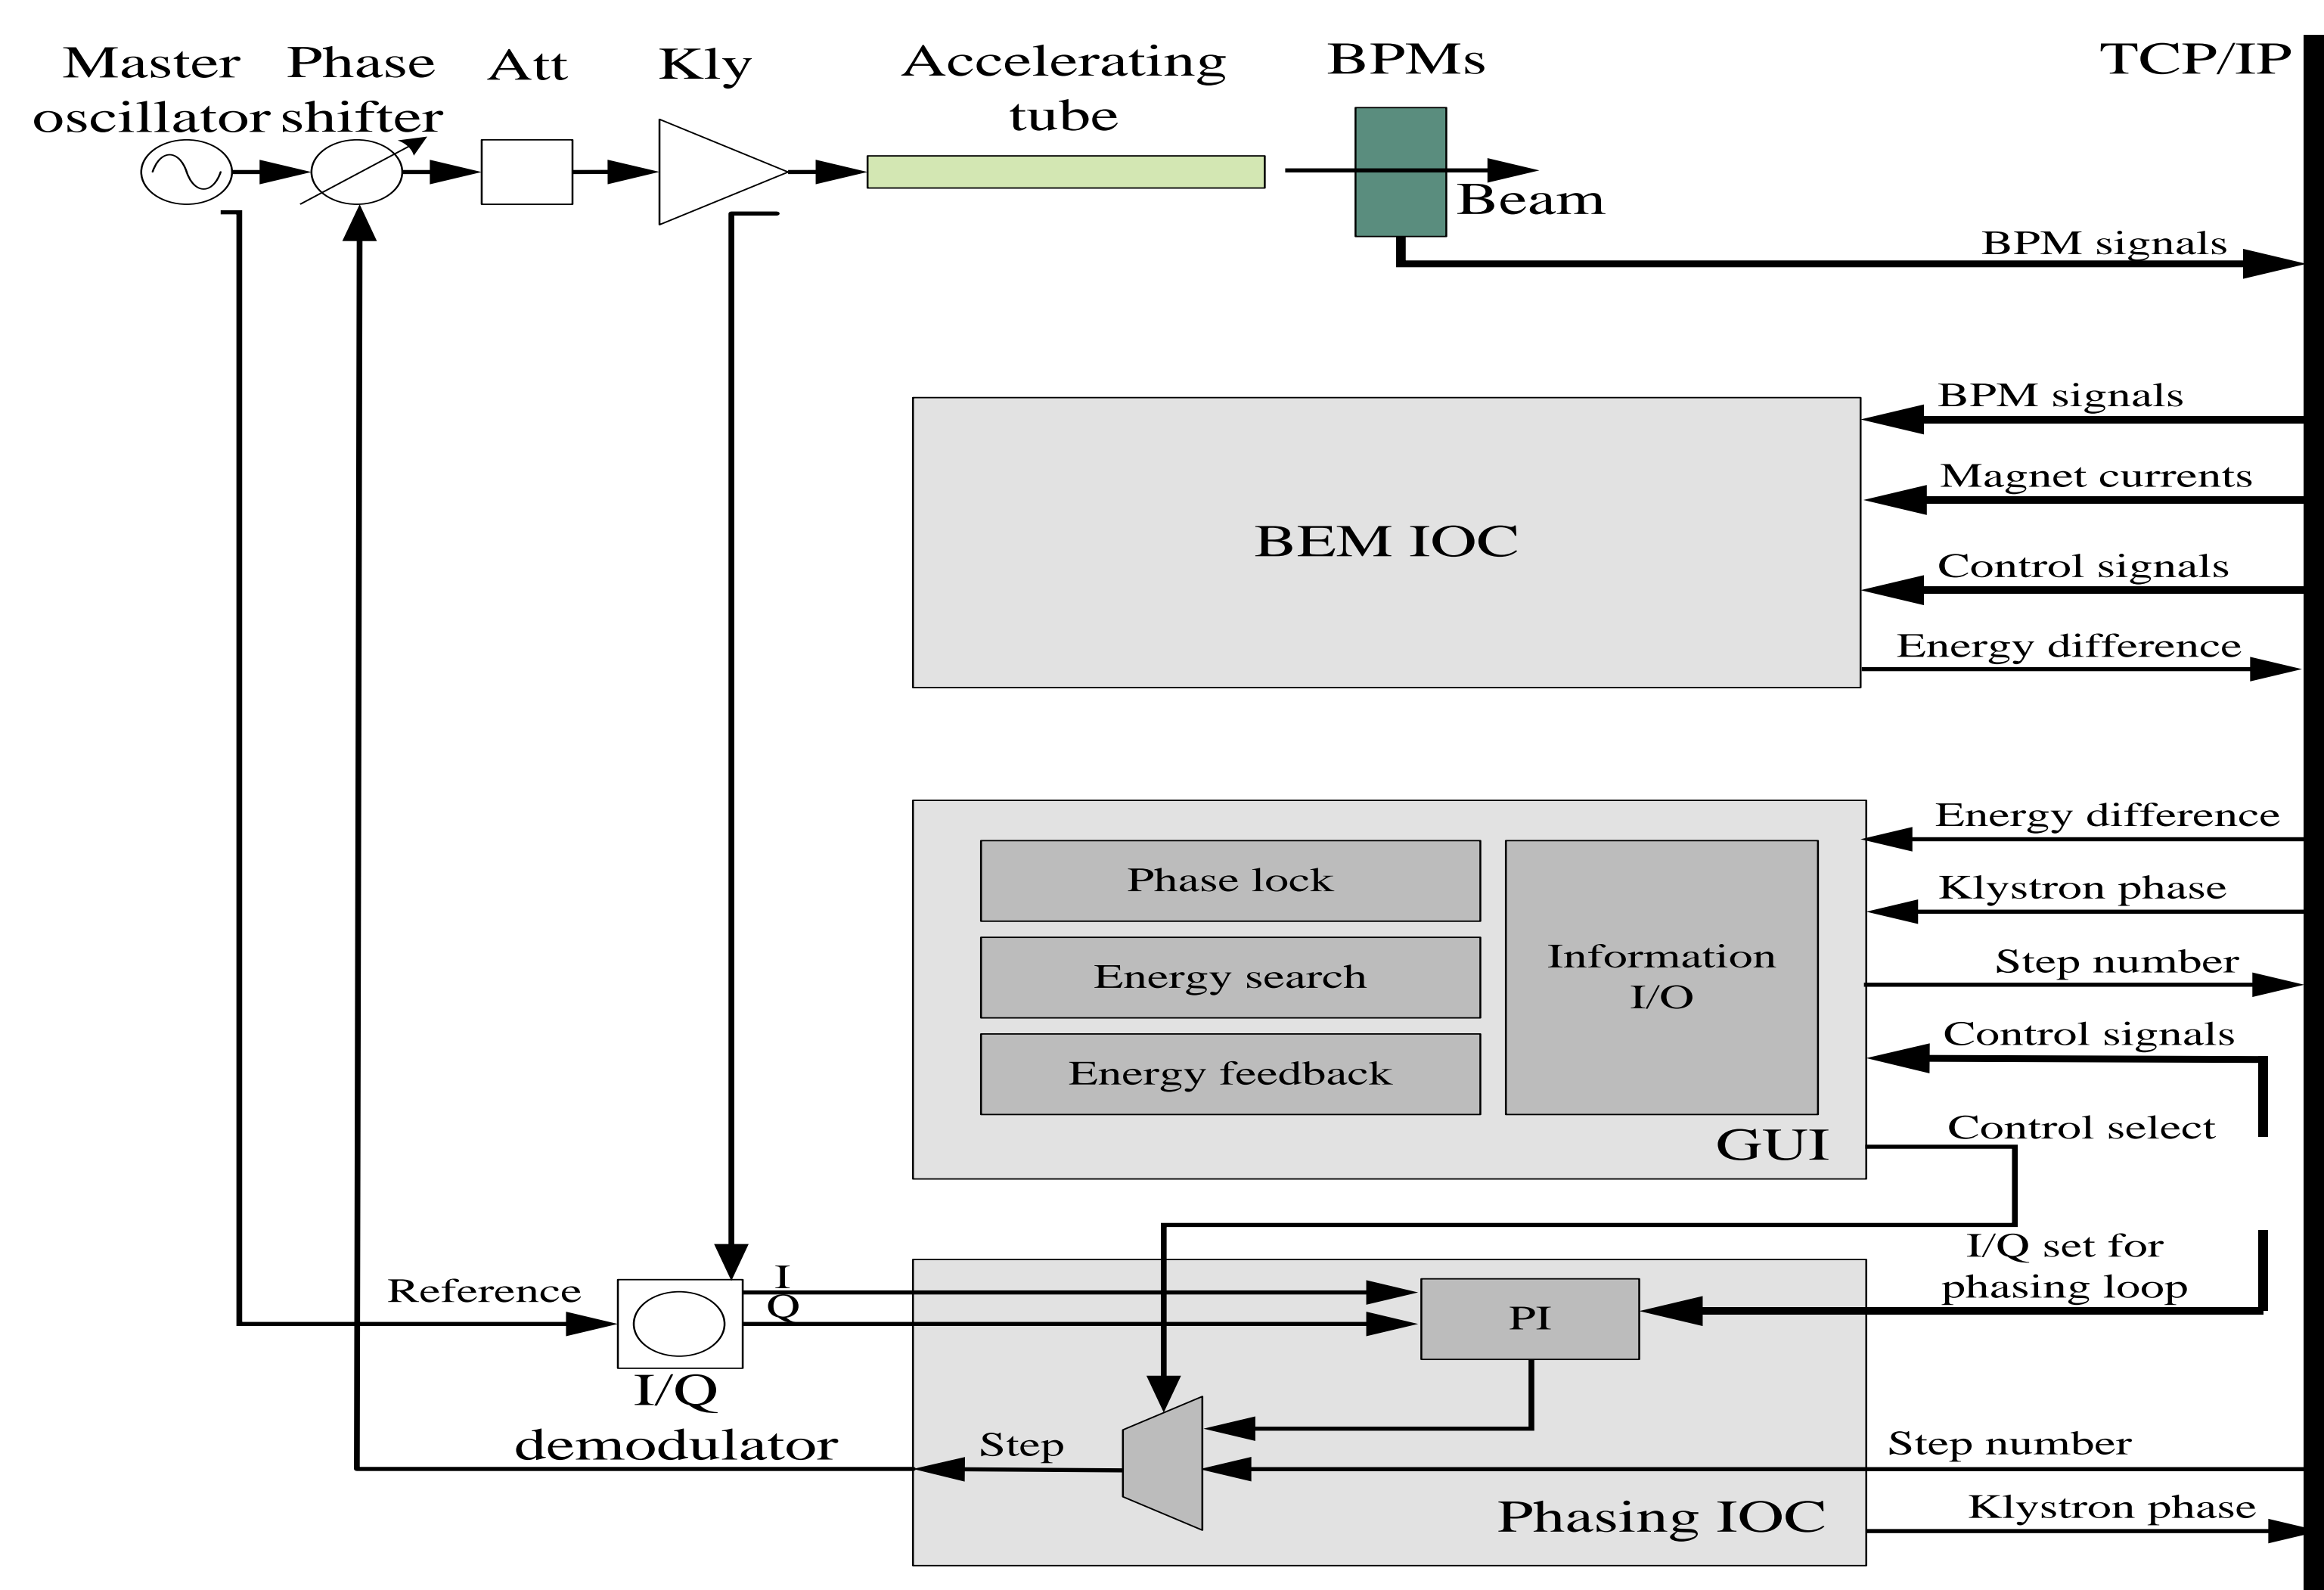 Master
oscillator
Phase
shifter
Att
Kly
Accelerating
tube
BPMs
TCP/IP
Beam
BPM signals
BPM signals
Magnet currents
BEM IOC
Control signals
Energy difference
Energy difference
Phase lock
Klystron phase
Energy search
Information
I/O
Step number
Energy feedback
Control signals
GUI
Control select
I/Q set for
phasing loop
Reference
I
Q
PI
I/Q
demodulator
Step
Step number
Phasing IOC
Klystron phase